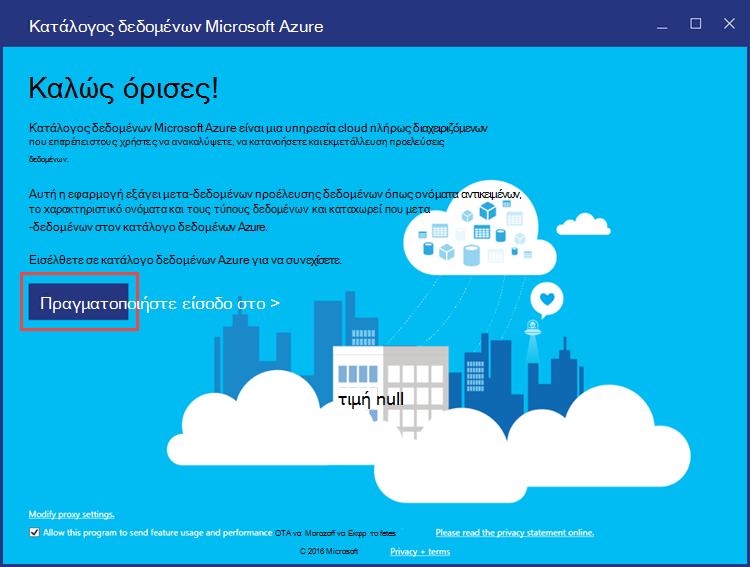 Κατάλογος δεδομένων Microsoft Azure
Καλώς όρισες!
Κατάλογος δεδομένων Microsoft Azure είναι μια υπηρεσία cloud πλήρως διαχειριζόμενων
που επιτρέπει στους χρήστες να ανακαλύψετε, να κατανοήσετε και εκμετάλλευση προελεύσεις
δεδομένων.
Αυτή η εφαρμογή εξάγει μετα-δεδομένων προέλευσης δεδομένων όπως ονόματα αντικειμένων,
το χαρακτηριστικό ονόματα και τους τύπους δεδομένων και καταχωρεί που μετα
-δεδομένων στον κατάλογο δεδομένων Azure.
Εισέλθετε σε κατάλογο δεδομένων Azure για να συνεχίσετε.
Πραγματοποιήστε είσοδο στο >
τιμή null
Modify proxy settings.
Allow this program to send feature usage and performance ΟΤΑ να Morazoff να Εκρρ το fetes
Please read the privacy statement online.
© 2016 Microsoft
Privacy + terms